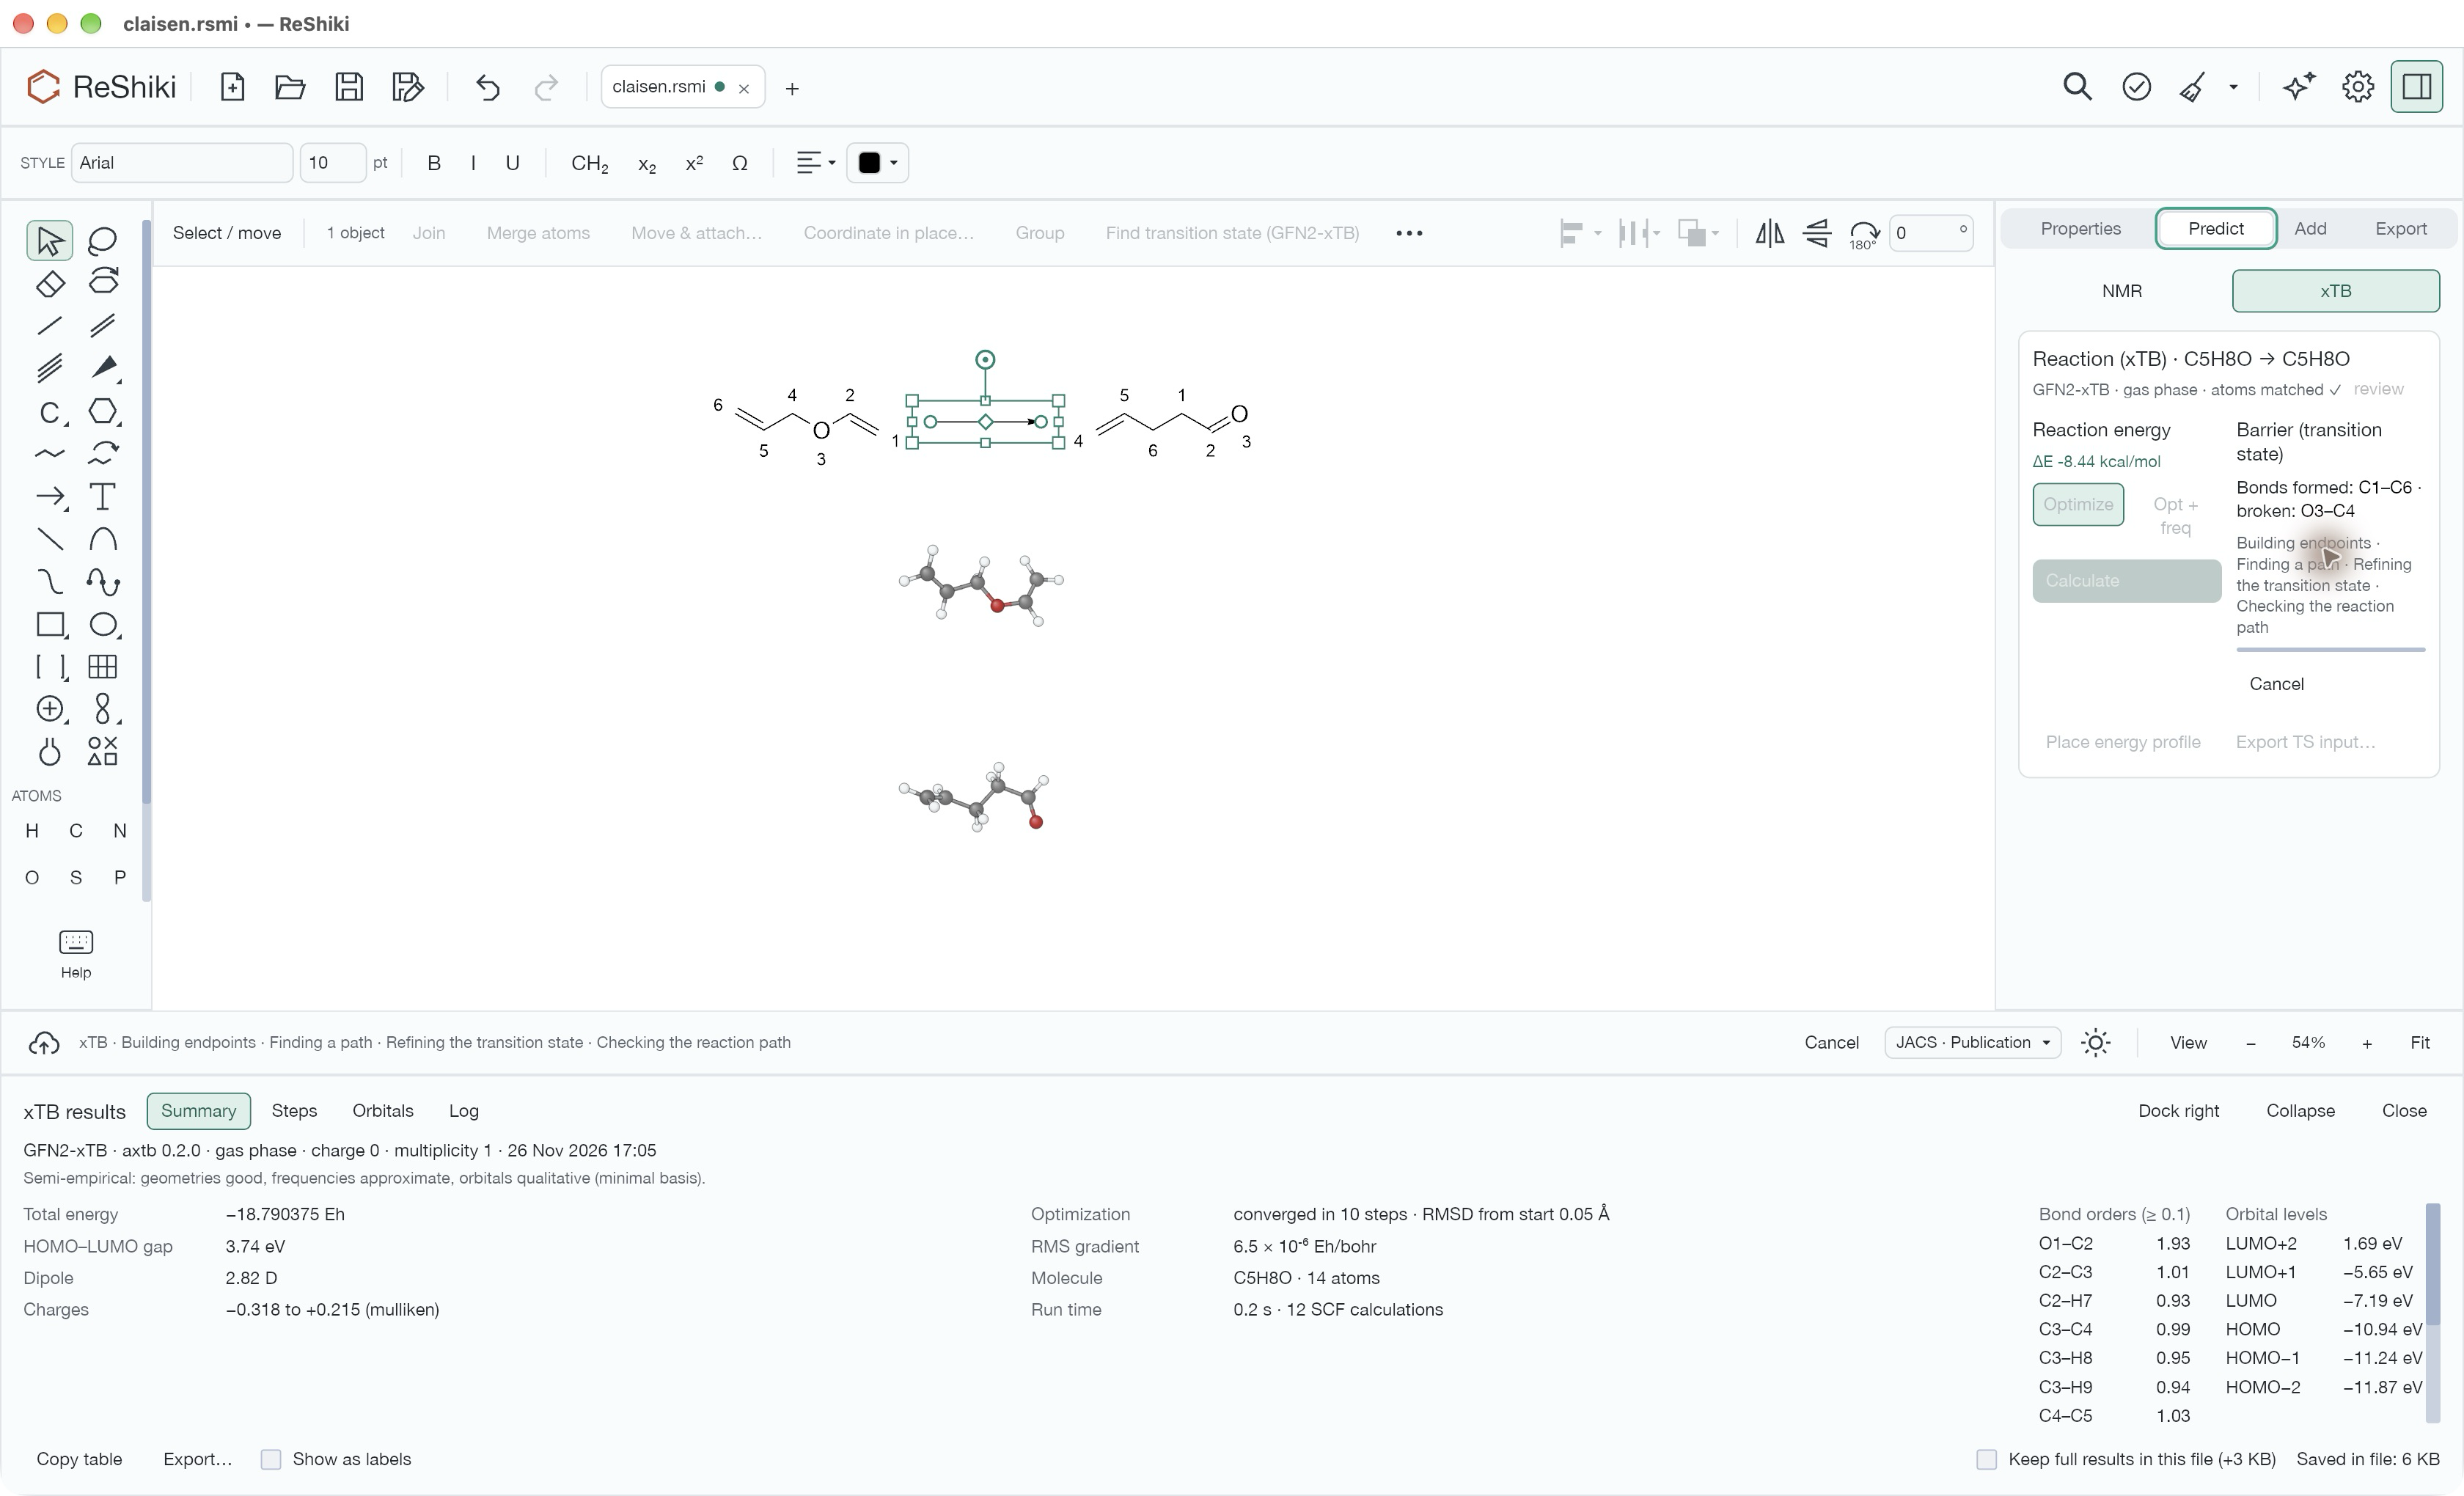 claisen.rsmi • — ReShiki
ReShiki
claisen.rsmi
STYLE Arial 10 pt B I U CH₂ x₂ x² Ω
Select / move 1 object Join Merge atoms Move & attach... Coordinate in place... Group Find transition state (GFN2-xTB) 180° 0 °
Properties Predict Add Export
NMR xTB
Reaction (xTB) · C5H8O → C5H8O
GFN2-xTB · gas phase · atoms matched ✓ review
Reaction energy
ΔE -8.44 kcal/mol
Optimize Opt +
freq
Calculate
Barrier (transition
state)
Bonds formed: C1–C6 ·
broken: O3–C4
Building endpoints ·
Finding a path · Refining
the transition state ·
Checking the reaction
path
Cancel
Place energy profile Export TS input...
6 4 2 5 O 3 1
4 5 1 O 6 2 3
C
T
ATOMS
H C N
O S P
Help
xTB · Building endpoints · Finding a path · Refining the transition state · Checking the reaction path
Cancel JACS · Publication View − 54% + Fit
xTB results Summary Steps Orbitals Log Dock right Collapse Close
GFN2-xTB · axtb 0.2.0 · gas phase · charge 0 · multiplicity 1 · 26 Nov 2026 17:05
Semi-empirical: geometries good, frequencies approximate, orbitals qualitative (minimal basis).
Total energy −18.790375 Eh
HOMO–LUMO gap 3.74 eV
Dipole 2.82 D
Charges −0.318 to +0.215 (mulliken)
Optimization converged in 10 steps · RMSD from start 0.05 Å
RMS gradient 6.5 × 10⁻⁶ Eh/bohr
Molecule C5H8O · 14 atoms
Run time 0.2 s · 12 SCF calculations
Bond orders (≥ 0.1)
O1–C2 1.93
C2–C3 1.01
C2–H7 0.93
C3–C4 0.99
C3–H8 0.95
C3–H9 0.94
C4–C5 1.03
Orbital levels
LUMO+2 1.69 eV
LUMO+1 −5.65 eV
LUMO −7.19 eV
HOMO −10.94 eV
HOMO−1 −11.24 eV
HOMO−2 −11.87 eV
Copy table Export... Show as labels Keep full results in this file (+3 KB) Saved in file: 6 KB